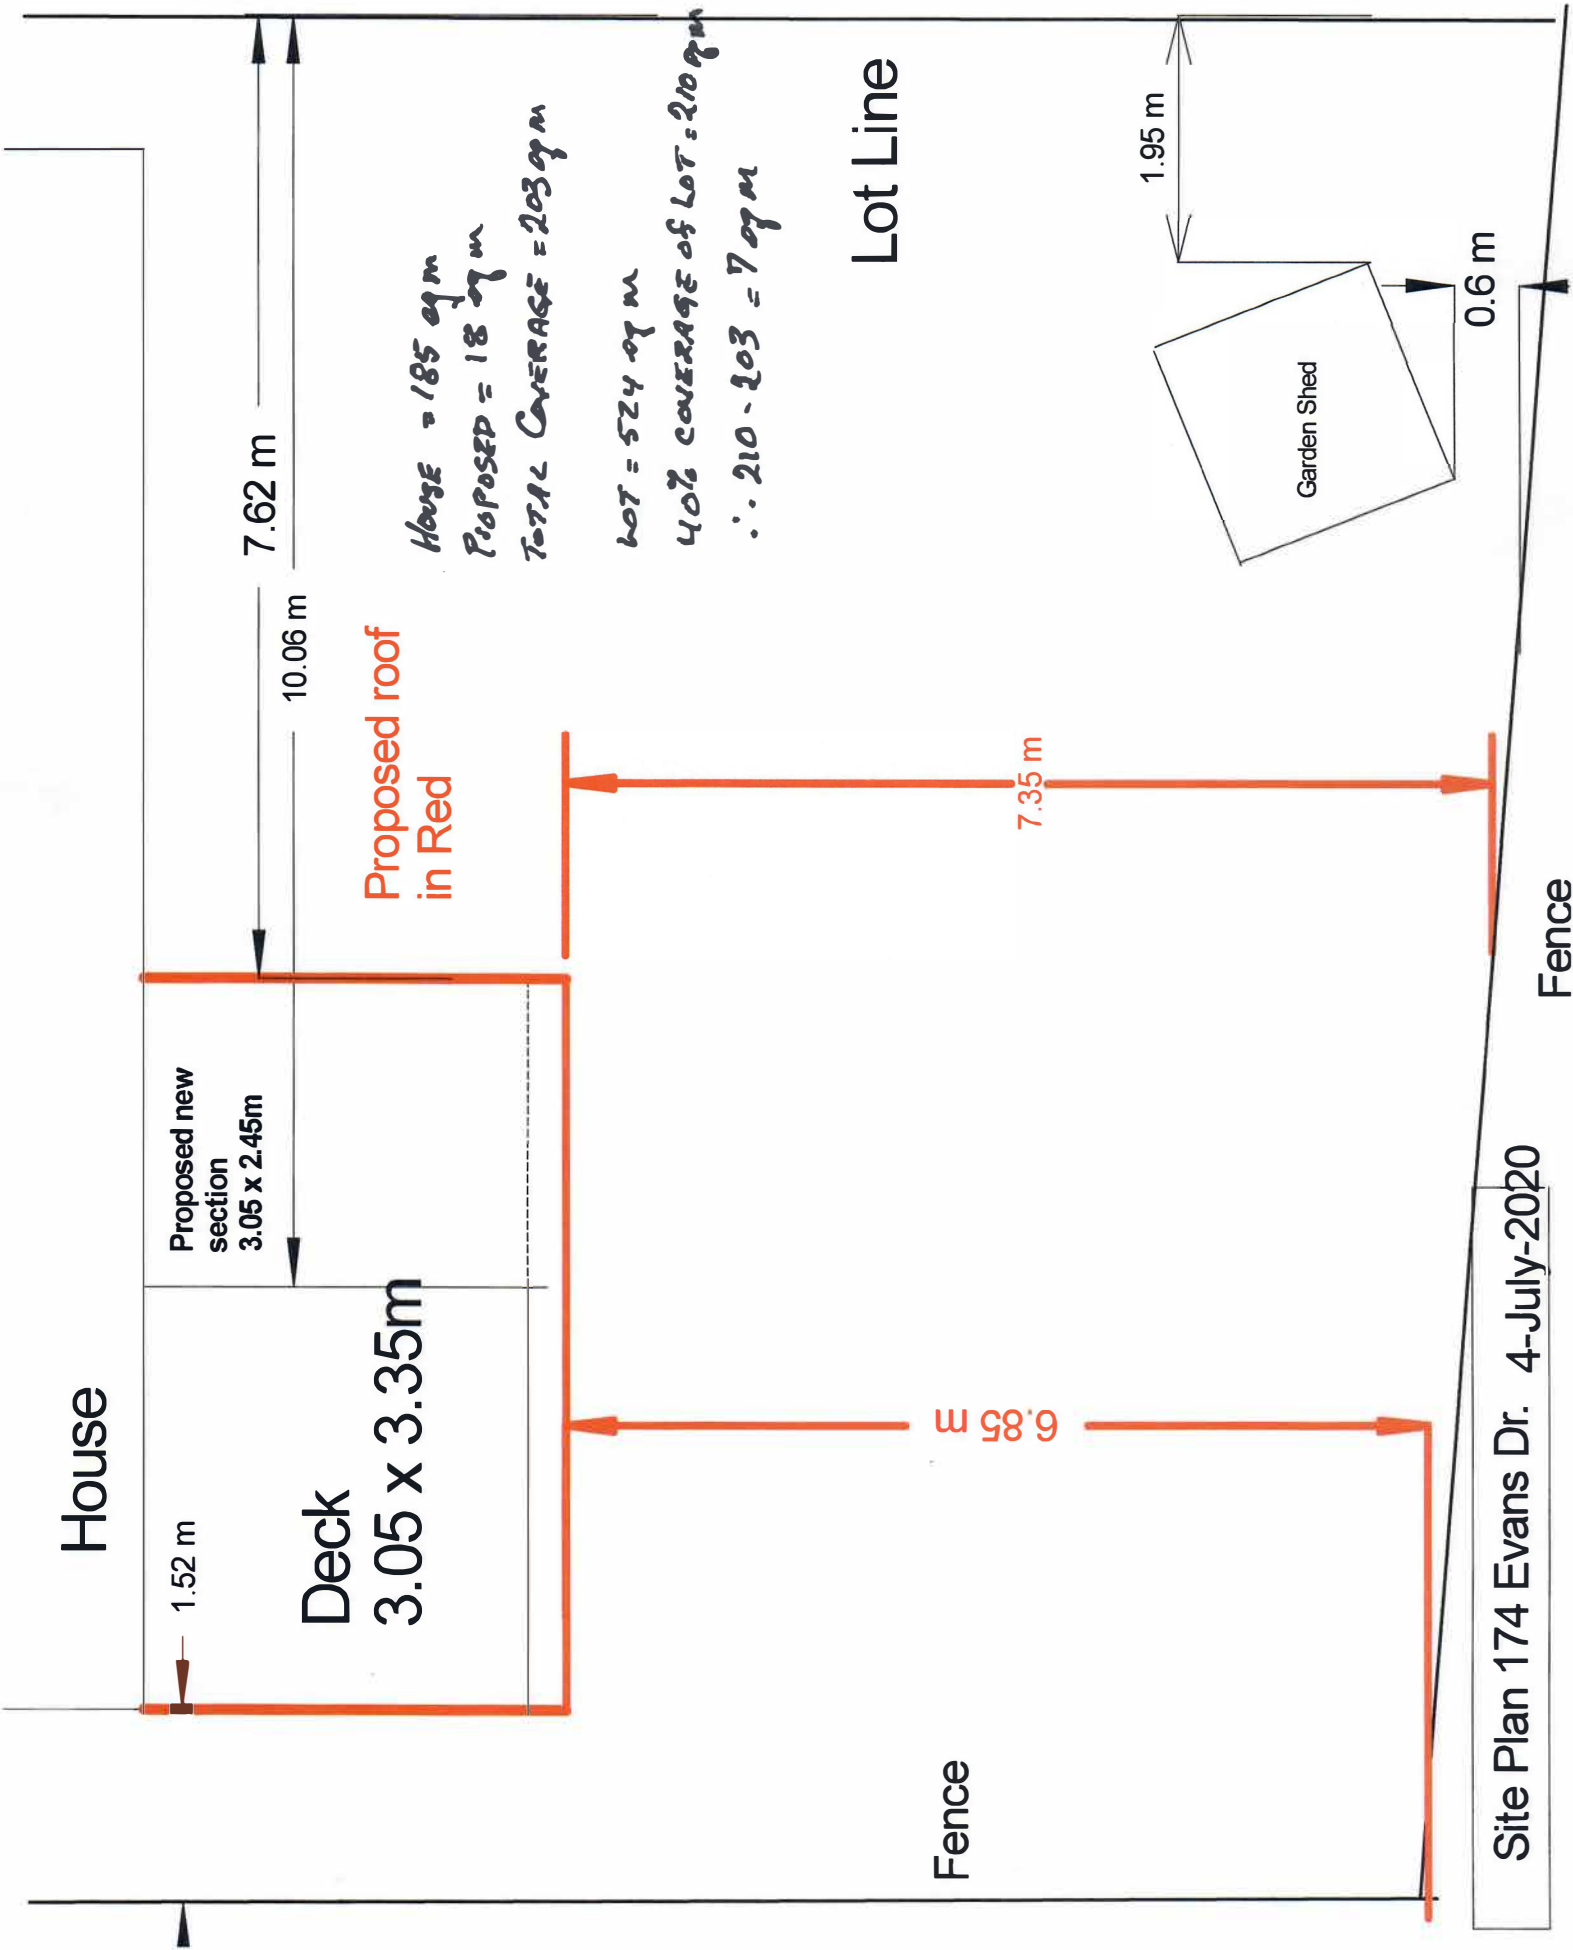 House
1.52 m
Deck
3.05 x 3.35m
Proposed new
section
3.05 x 2.45m
7.62 m
10.06 m
Proposed roof
in Red
HOUSE = 185 sq m
PROPOSED = 18 sq m
TOTAL COVERAGE = 203 sq m
LOT = 524 sq m
40% COVERAGE OF LOT = 210 sq m
∴ 210 - 203 = 7 sq m
Lot Line
1.95 m
Garden Shed
0.6 m
7.35 m
6.85 m
Fence
Fence
Site Plan 174 Evans Dr. 4-July-2020